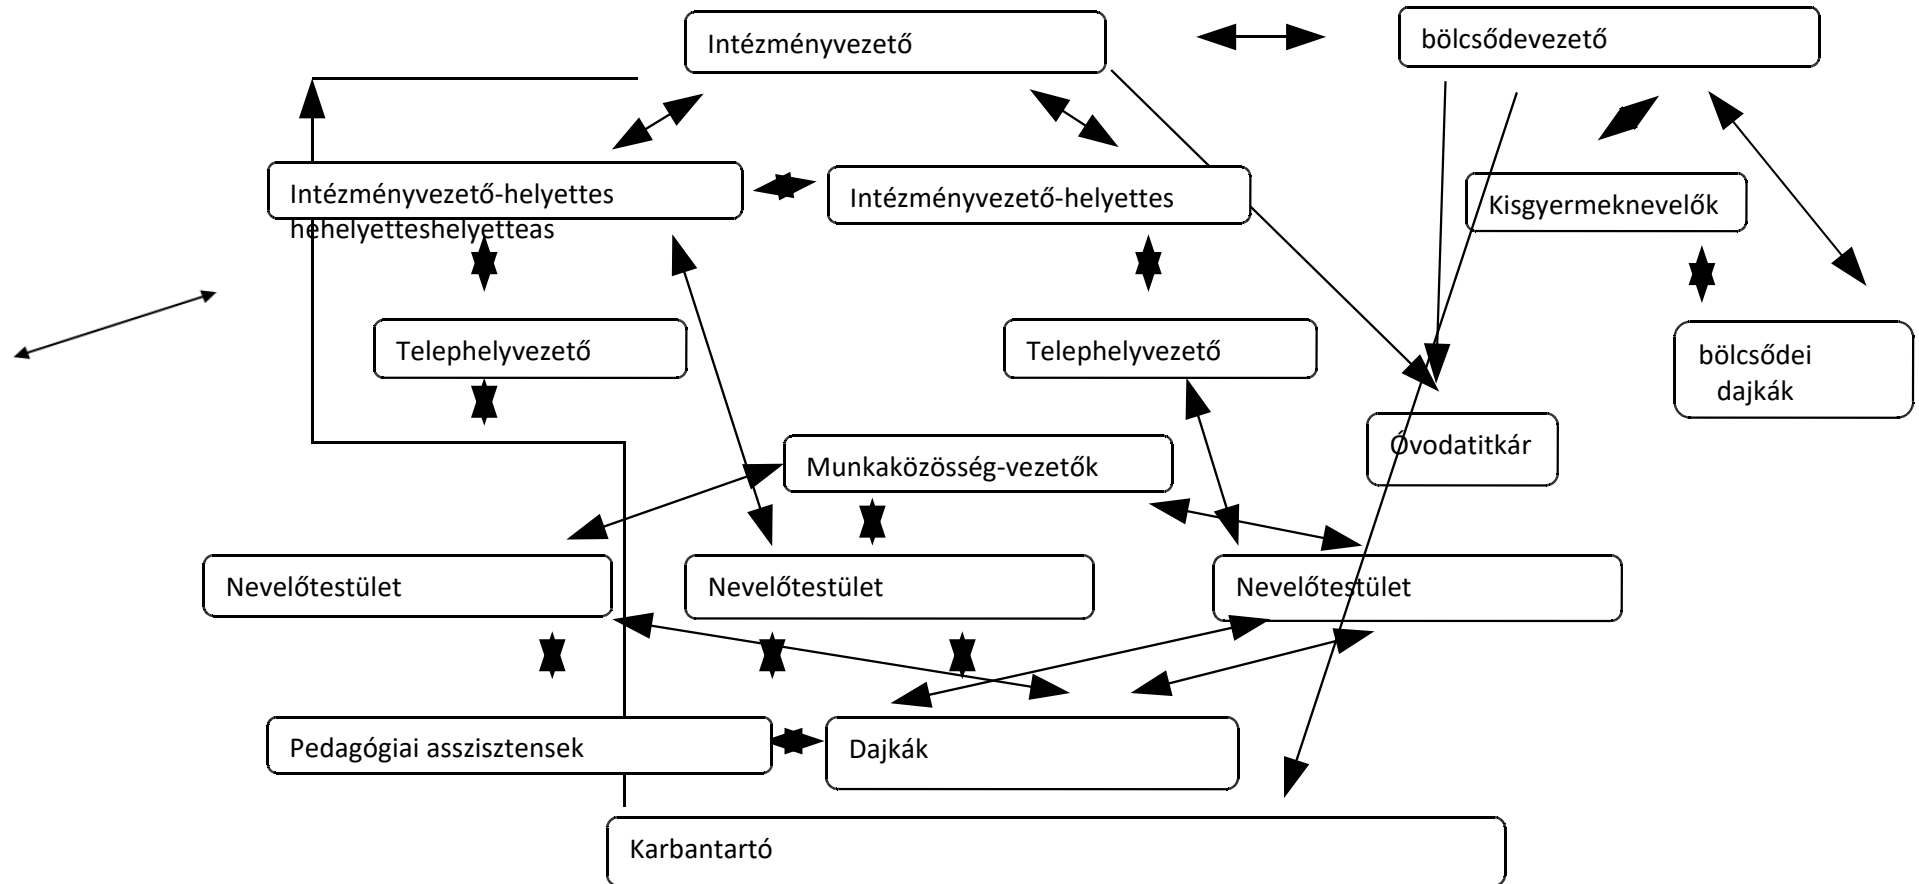 Intézményvezető
bölcsődevezető
Intézményvezető-helyettes
hehelyetteshelyetteas
Intézményvezető-helyettes
Kisgyermeknevelők
Telephelyvezető
Telephelyvezető
bölcsődei
dajkák
Munkaközösség-vezetők
Óvodatitkár
Nevelőtestület
Nevelőtestület
Nevelőtestület
Pedagógiai asszisztensek
Dajkák
Karbantartó